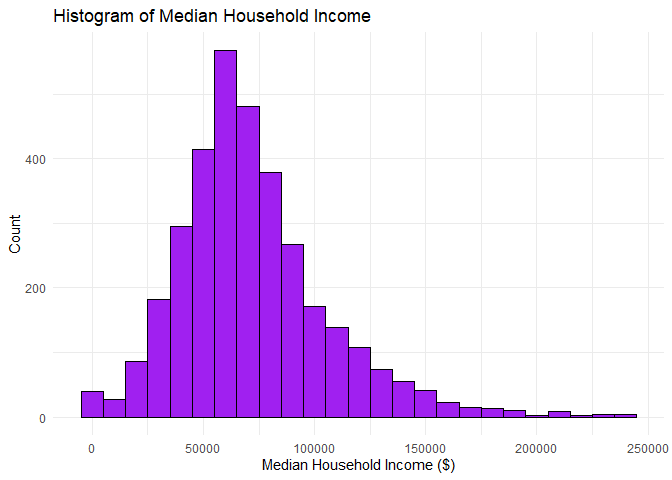 Histogram of Median Household Income
Count
400
200
0
0 50000 100000 150000 200000 250000
Median Household Income ($)